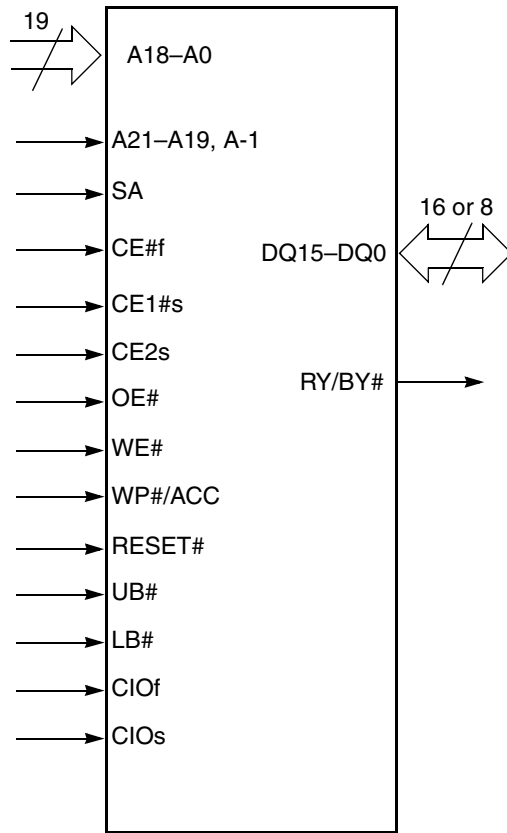 19
A18–A0
A21–A19, A-1
SA
16 or 8
CE#f
DQ15–DQ0
CE1#s
CE2s
RY/BY#
OE#
WE#
WP#/ACC
RESET#
UB#
LB#
CIOf
CIOs